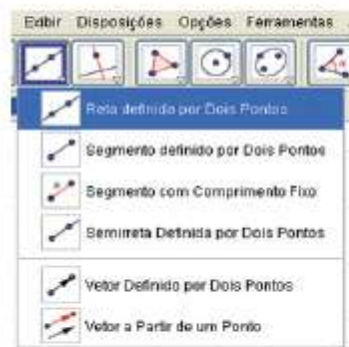 Exibir Disposições Opções Ferramentas
Reta definida por Dois Pontos
Segmento definido por Dois Pontos
Segmento com Comprimento Fixo
Semirreta Definida por Dois Pontos
Vetor Definido por Dois Pontos
Vetor a Partir de um Ponto